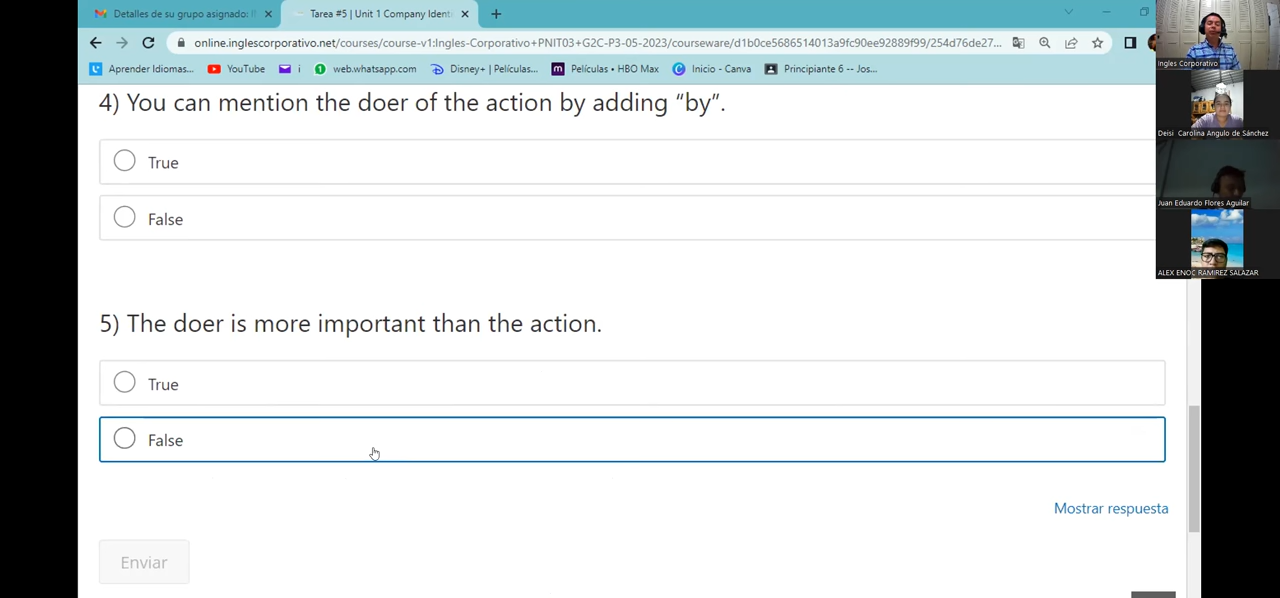 Detalles de su grupo asignado:
Tarea #5 | Unit 1 Company Identi
online.inglescorporativo.net/courses/course-v1:Ingles-Corporativo+PNIT03+G2C-P3-05-2023/courseware/d1b0ce5686514013a9fc90ee92889f99/254d76de27...
Aprender Idiomas...
YouTube
i
web.whatsapp.com
Disney+ | Películas...
Películas • HBO Max
Inicio - Canva
Principiante 6 -- Jos...
Ingles Corporativo
Deisi Carolina Angulo de Sánchez
Juan Eduardo Flores Aguilar
ALEX ENOC RAMIREZ SALAZAR
4) You can mention the doer of the action by adding “by”.
True
False
5) The doer is more important than the action.
True
False
Mostrar respuesta
Enviar